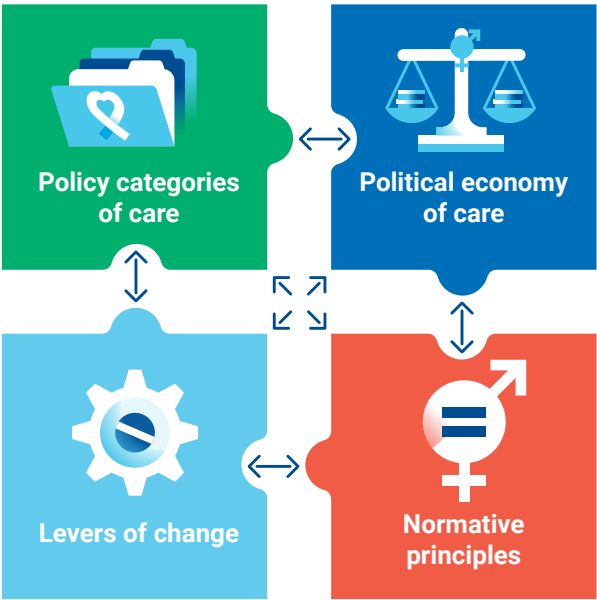 Policy categories
of care
Political economy
of care
Levers of change
Normative
principles